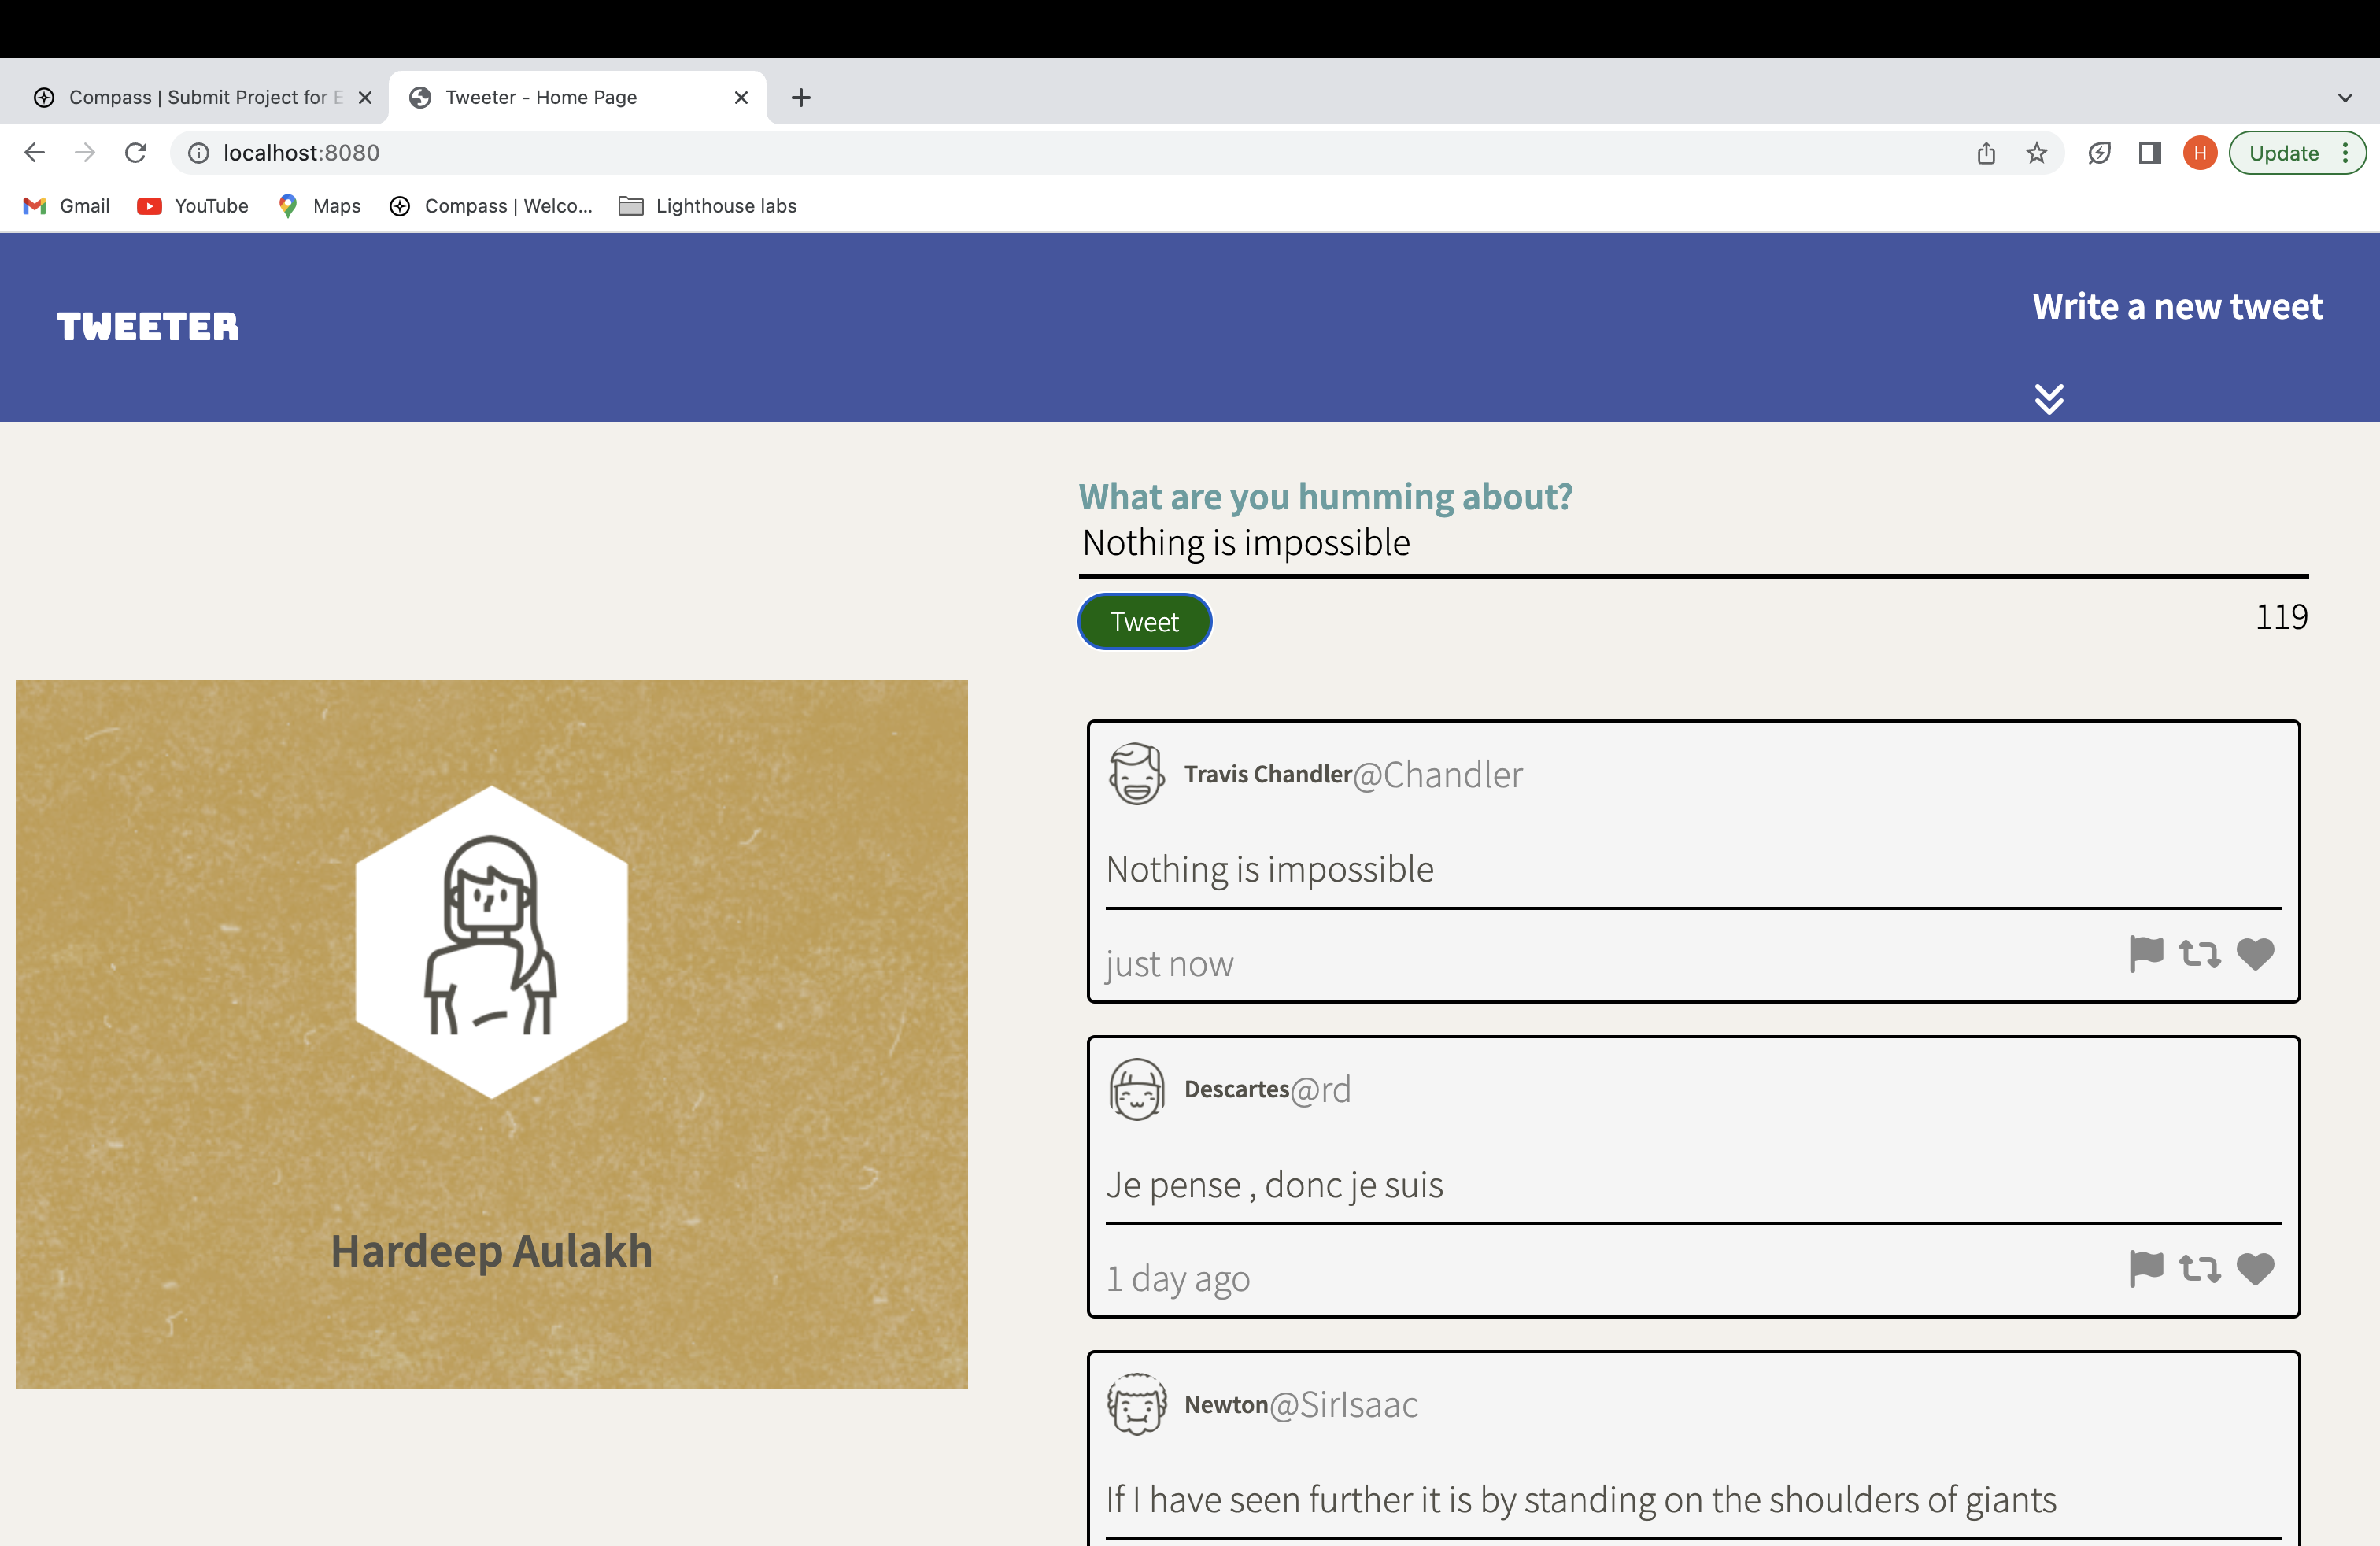 Compass | Submit Project for E
Tweeter - Home Page
localhost:8080
H
Update
Gmail
YouTube
Maps
Compass | Welco...
Lighthouse labs
TWEETER
Write a new tweet
What are you humming about?
Nothing is impossible
Tweet
119
Hardeep Aulakh
Travis Chandler@Chandler
Nothing is impossible
just now
Descartes@rd
Je pense , donc je suis
1 day ago
Newton@SirIsaac
If I have seen further it is by standing on the shoulders of giants